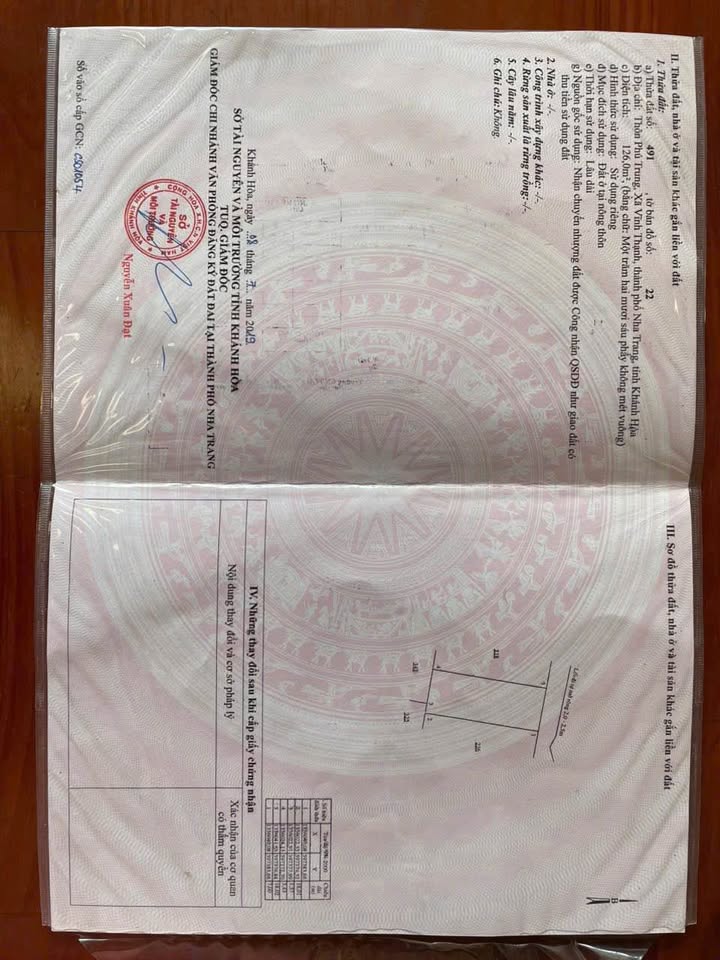 II. Thửa đất, nhà ở và tài sản khác gắn liền với đất
1. Thửa đất:
a) Thửa đất số: 491 , tờ bản đồ số: 22
b) Địa chỉ: Thôn Phú Trung, Xã Vĩnh Thạnh, thành phố Nha Trang, tỉnh Khánh Hòa
c) Diện tích: 126.0m², (bằng chữ: Một trăm hai mươi sáu phẩy không mét vuông)
d) Hình thức sử dụng: Sử dụng riêng
đ) Mục đích sử dụng: Đất ở tại nông thôn
e) Thời hạn sử dụng: Lâu dài
g) Nguồn gốc sử dụng: Nhận chuyển nhượng đất được Công nhận QSDĐ như giao đất có
thu tiền sử dụng đất
2. Nhà ở: -/-.
3. Công trình xây dựng khác: -/-.
4. Rừng sản xuất là rừng trồng: -/-.
5. Cây lâu năm: -/-.
6. Ghi chú: Không.
Khánh Hòa, ngày 08 tháng 7 năm 2019
SỞ TÀI NGUYÊN VÀ MÔI TRƯỜNG TỈNH KHÁNH HÒA
TUQ. GIÁM ĐỐC
GIÁM ĐỐC CHI NHÁNH VĂN PHÒNG ĐĂNG KÝ ĐẤT ĐAI TẠI THÀNH PHỐ NHA TRANG
SỞ
TÀI NGUYÊN
VÀ
MÔI TRƯỜNG
Nguyễn Xuân Đạt
Số vào sổ cấp GCN:
III. Sơ đồ thửa đất, nhà ở và tài sản khác gắn liền với đất
B
226
225
IV. Những thay đổi sau khi cấp giấy chứng nhận
Nội dung thay đổi và cơ sở pháp lý
Xác nhận của cơ quan
có thẩm quyền